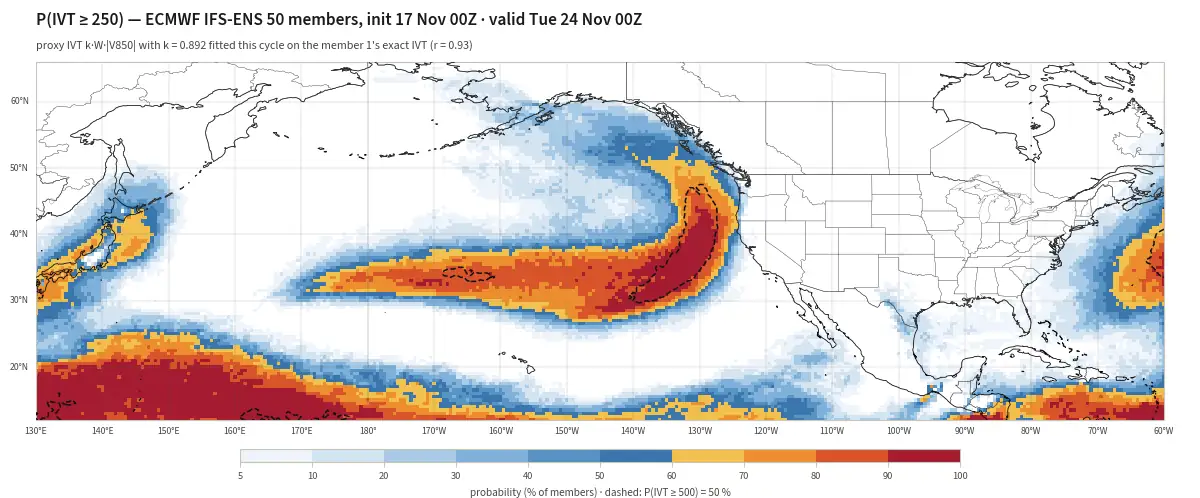 P(IVT ≥ 250) — ECMWF IFS-ENS 50 members, init 17 Nov 00Z · valid Tue 24 Nov 00Z
proxy IVT k·W·|V850| with k = 0.892 fitted this cycle on the member 1's exact IVT (r = 0.93)
60°N
50°N
40°N
30°N
20°N
130°E 140°E 150°E 160°E 170°E 180° 170°W 160°W 150°W 140°W 130°W 120°W 110°W 100°W 90°W 80°W 70°W 60°W
5 10 20 30 40 50 60 70 80 90 100
probability (% of members) · dashed: P(IVT ≥ 500) = 50 %